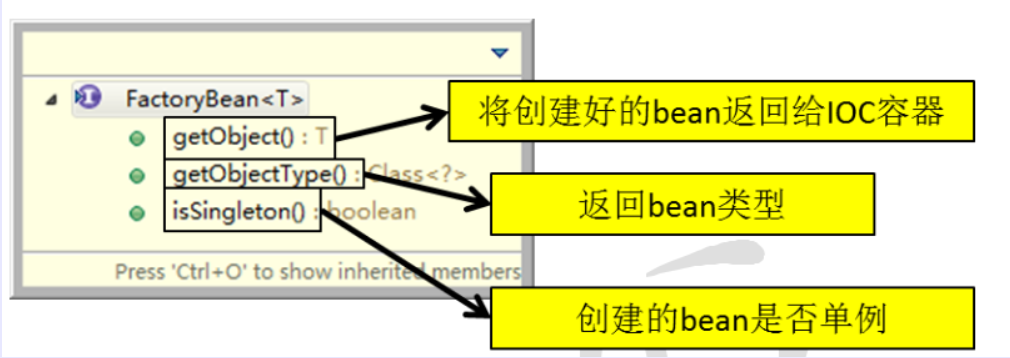 FactoryBean<T>
getObject() : T
将创建好的bean返回给IOC容器
getObjectType() : Class<?>
返回bean类型
isSingleton() : boolean
Press 'Ctrl+O' to show inherited members
创建的bean是否单例